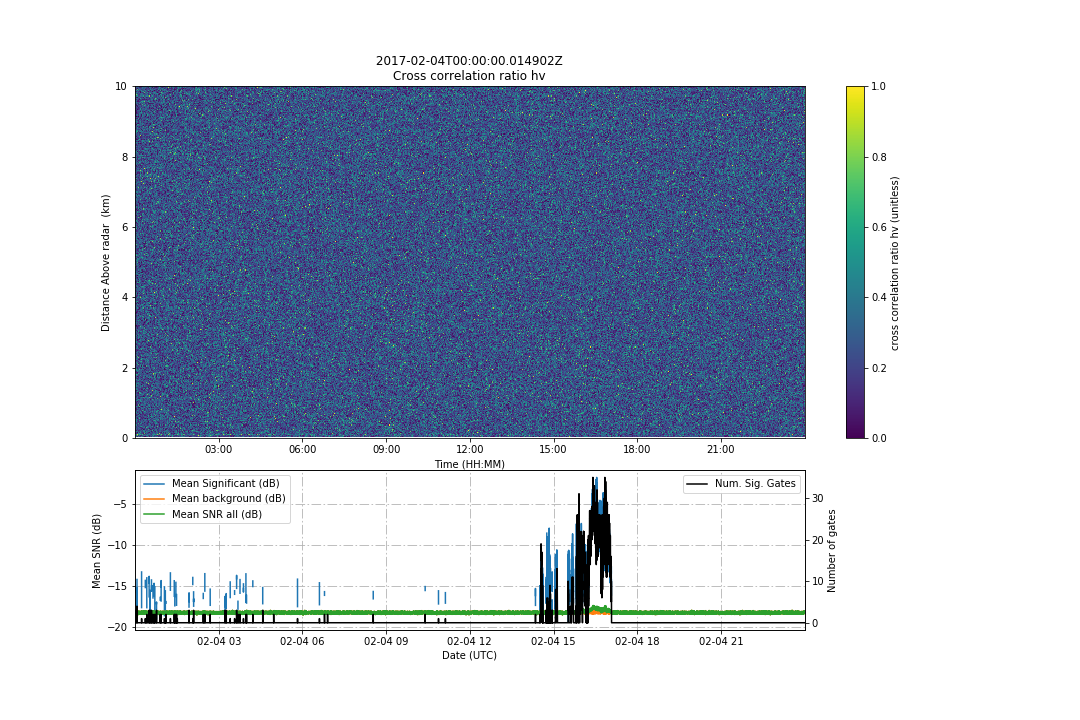 2017-02-04T00:00:00.014902Z
Cross correlation ratio hv
10
8
6
4
2
0
Distance Above radar (km)
03:00 06:00 09:00 12:00 15:00 18:00 21:00
Time (HH:MM)
1.0
0.8
0.6
0.4
0.2
0.0
cross correlation ratio hv (unitless)
Mean Significant (dB)
Mean background (dB)
Mean SNR all (dB)
Num. Sig. Gates
−5
−10
−15
−20
Mean SNR (dB)
30
20
10
0
Number of gates
02-04 03 02-04 06 02-04 09 02-04 12 02-04 15 02-04 18 02-04 21
Date (UTC)